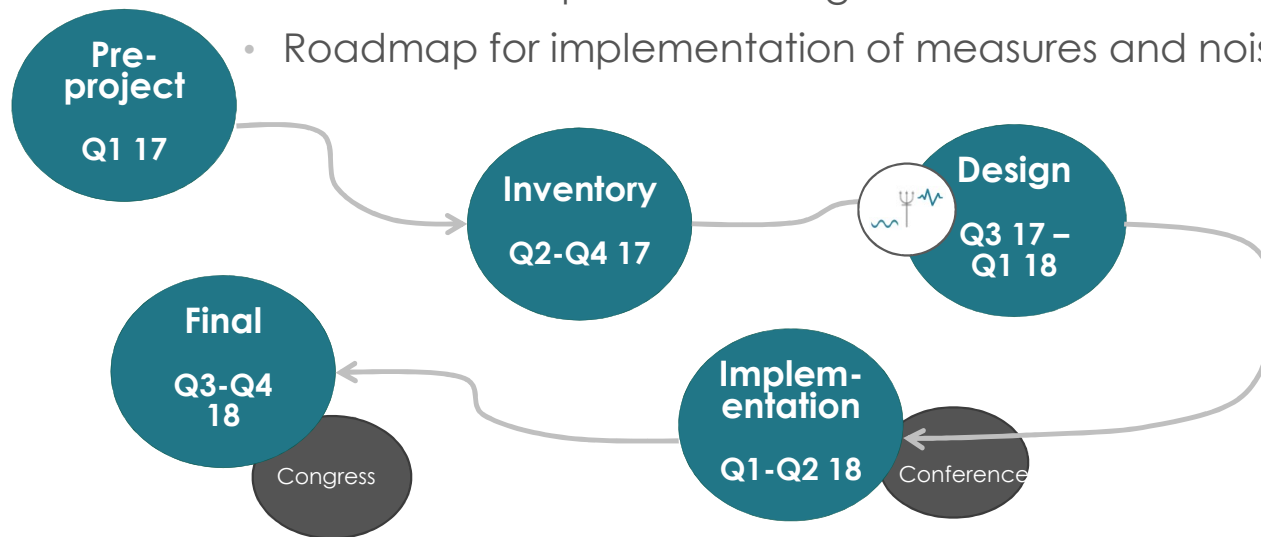 • Roadmap for implementation of measures and
Pre-
project
Q1 17
Inventory
Q2-Q4 17
Design
Q3 17 –
Q1 18
Implem-
entation
Q1-Q2 18
Conference
Final
Q3-Q4
18
Congress